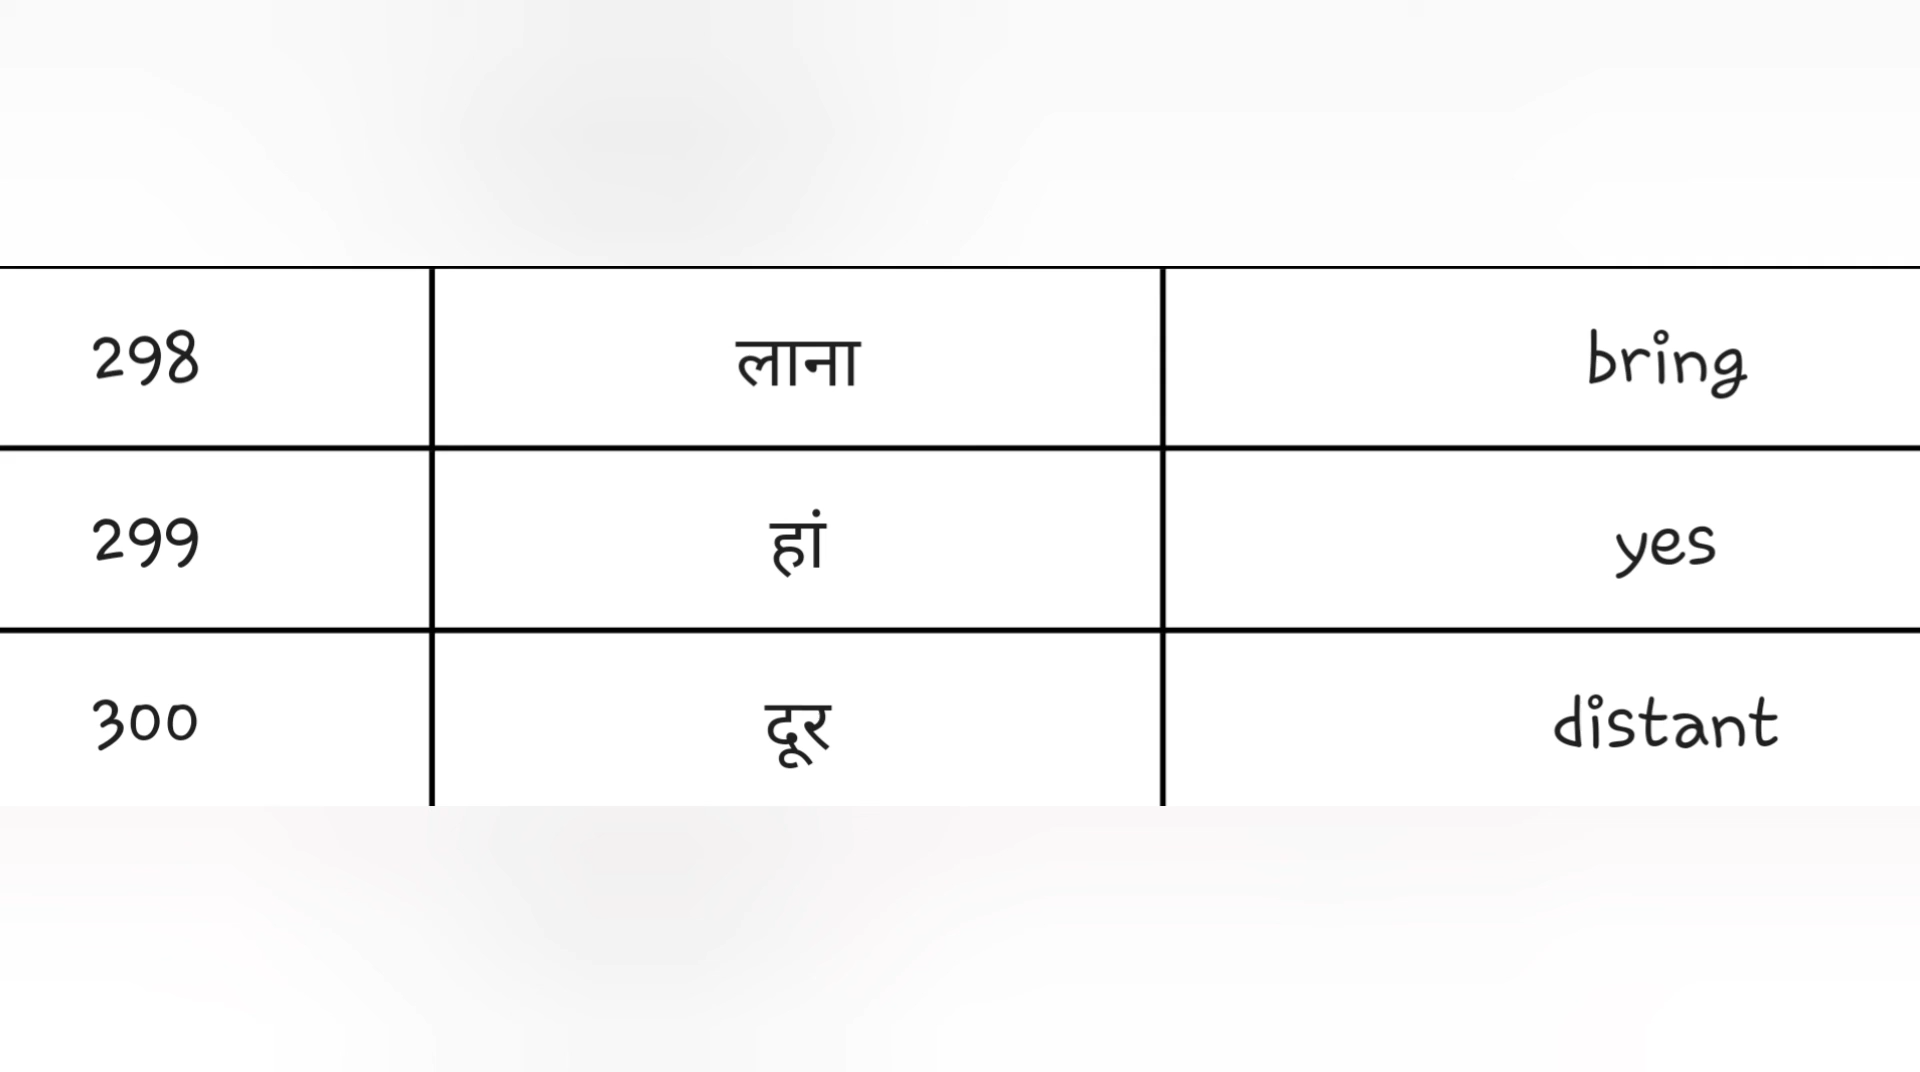 298 लाना bring
299 हां yes
300 दूर distant